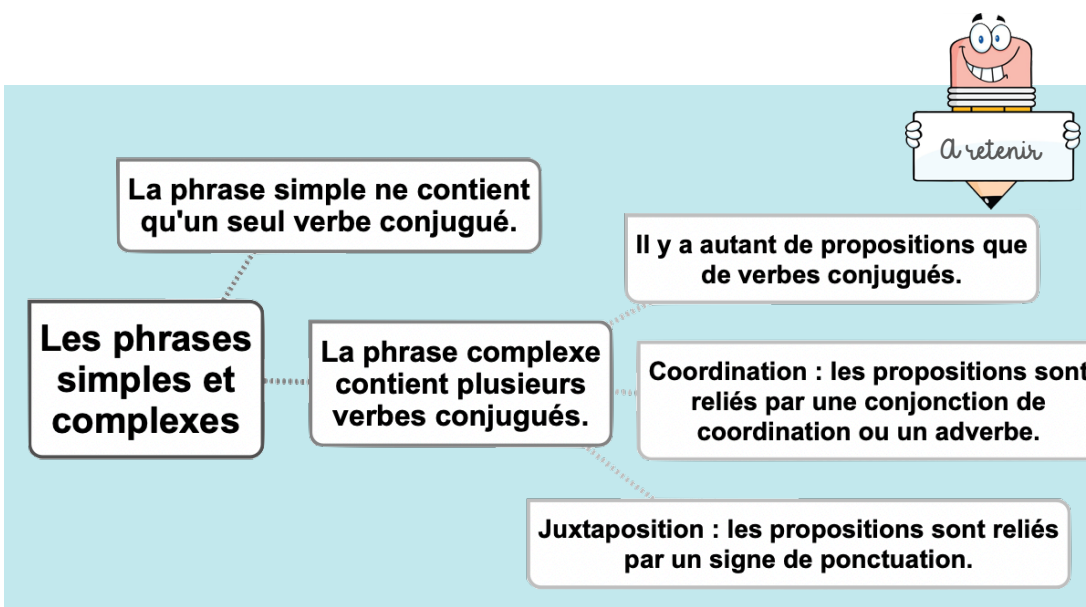 A retenir
La phrase simple ne contient
qu'un seul verbe conjugué.
Il y a autant de propositions que
de verbes conjugués.
Les phrases
simples et
complexes
La phrase complexe
contient plusieurs
verbes conjugués.
Coordination : les propositions sont
reliés par une conjonction de
coordination ou un adverbe.
Juxtaposition : les propositions sont reliés
par un signe de ponctuation.